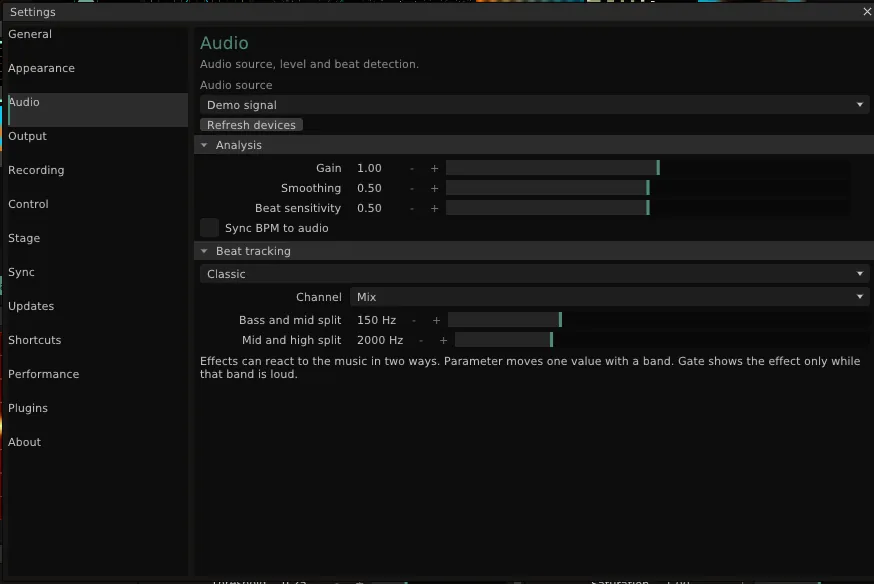 Settings
General
Appearance
Audio
Output
Recording
Control
Stage
Sync
Updates
Shortcuts
Performance
Plugins
About
Audio
Audio source, level and beat detection.
Audio source
Demo signal
Refresh devices
Analysis
Gain 1.00 - +
Smoothing 0.50 - +
Beat sensitivity 0.50 - +
Sync BPM to audio
Beat tracking
Classic
Channel Mix
Bass and mid split 150 Hz - +
Mid and high split 2000 Hz - +
Effects can react to the music in two ways. Parameter moves one value with a band. Gate shows the effect only while
that band is loud.